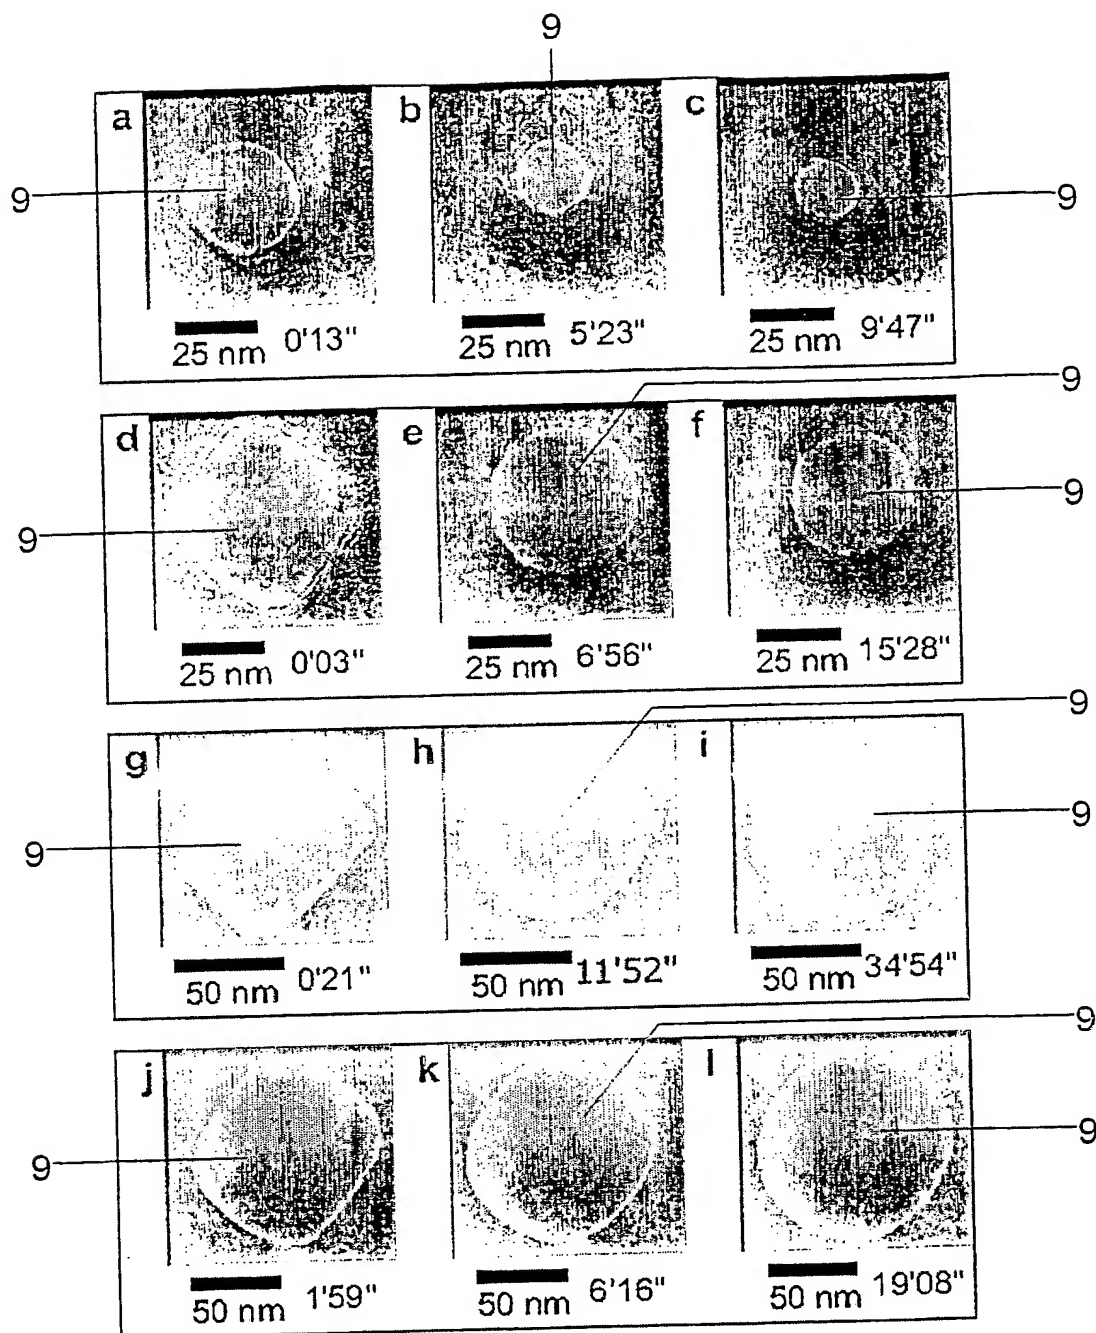 9
a b c
9 9
25 nm 0'13" 25 nm 5'23" 25 nm 9'47"
9
d e f
9 9
25 nm 0'03" 25 nm 6'56" 25 nm 15'28"
9
g h i
9 9
50 nm 0'21" 50 nm 11'52" 50 nm 34'54"
9
j k l
9 9
50 nm 1'59" 50 nm 6'16" 50 nm 19'08"